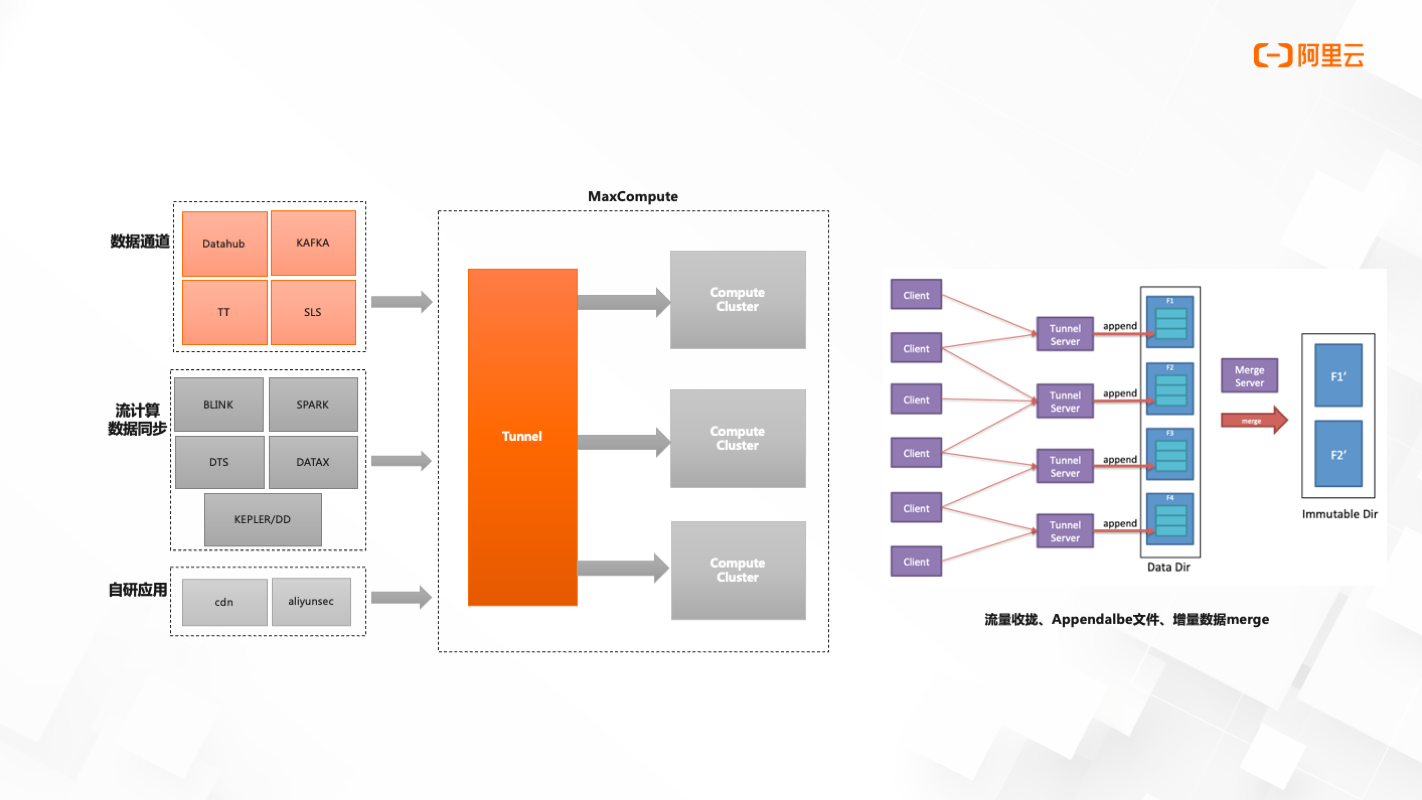 阿里云
MaxCompute
数据通道
Datahub
KAFKA
TT
SLS
流计算
数据同步
BLINK
SPARK
DTS
DATAX
KEPLER/DD
自研应用
cdn
aliyunsec
Tunnel
Compute
Cluster
Compute
Cluster
Compute
Cluster
Client
Client
Client
Client
Client
Client
Tunnel
Server
Tunnel
Server
Tunnel
Server
Tunnel
Server
append
append
append
append
F1
F2
F3
F4
Data Dir
Merge
Server
merge
F1’
F2’
Immutable Dir
流量收拢、Appendalbe文件、增量数据merge